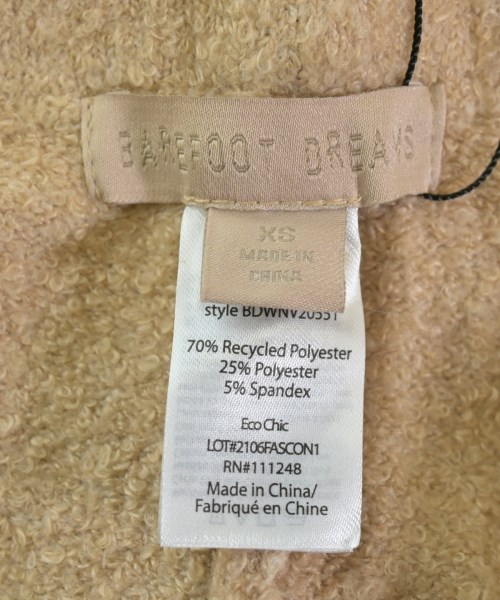 BAREFOOT DREAMS
XS
MADE IN
CHINA
style BDWNV20551
70% Recycled Polyester
25% Polyester
5% Spandex
Eco Chic
LOT#2106FASCON1
RN#111248
Made in China/
Fabriqué en Chine